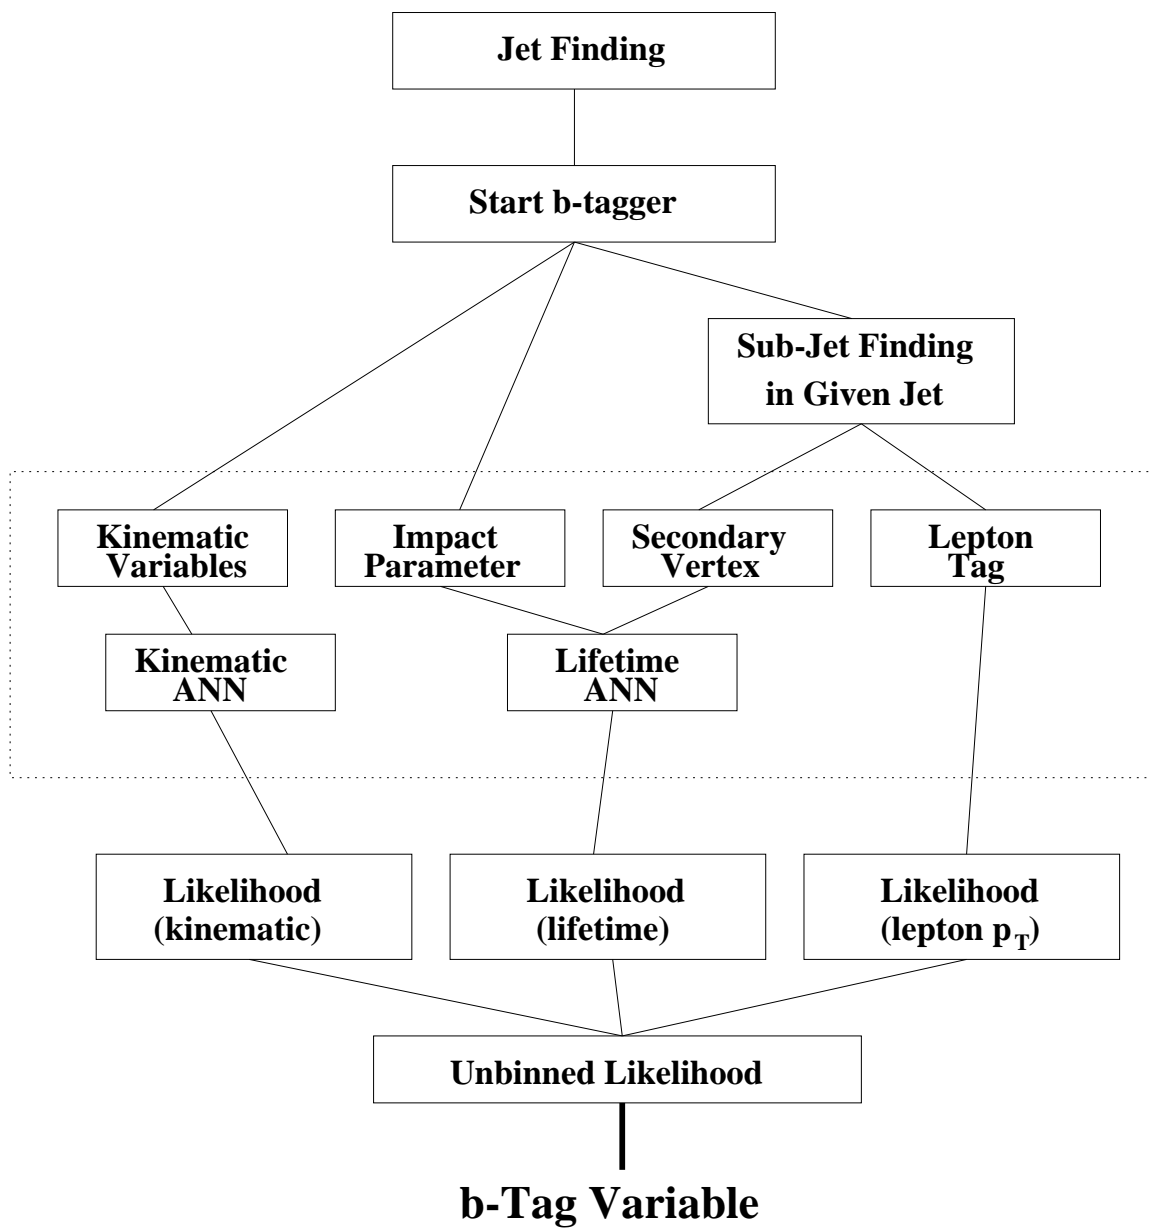 Jet Finding
Start b-tagger
Sub-Jet Finding
in Given Jet
Kinematic
Variables
Impact
Parameter
Secondary
Vertex
Lepton
Tag
Kinematic
ANN
Lifetime
ANN
Likelihood
(kinematic)
Likelihood
(lifetime)
Likelihood
(lepton p_T)
Unbinned Likelihood
b-Tag Variable